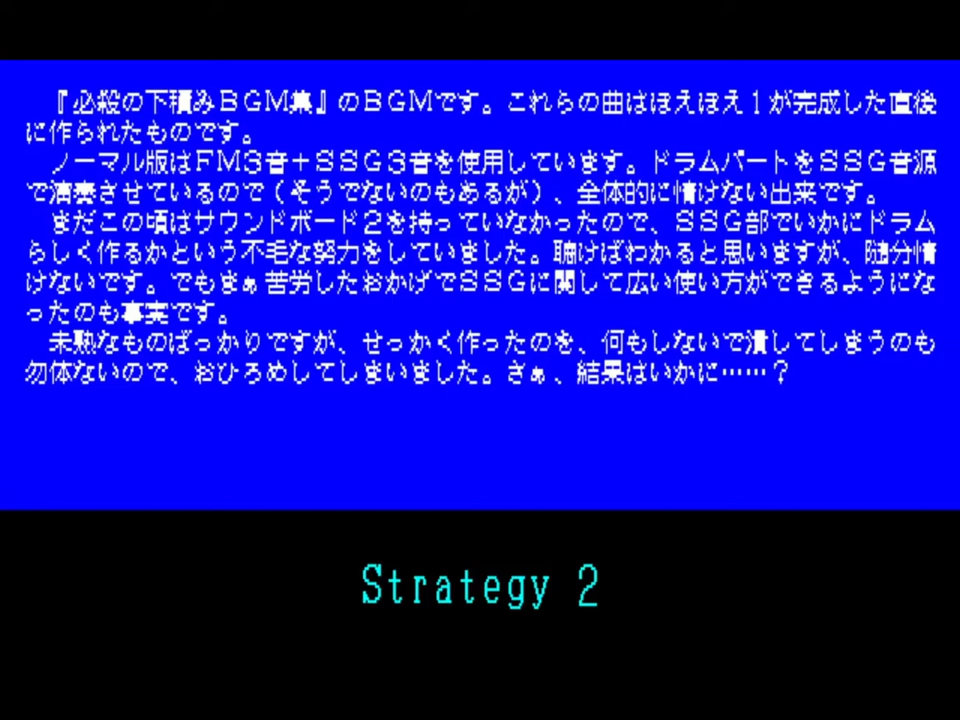 『必殺の下積みＢＧＭ集』のＢＧＭです。これらの曲はほえほえ１が完成した直後
に作られたものです。
ノーマル版はＦＭ３音＋ＳＳＧ３音を使用しています。ドラムパートをＳＳＧ音源
で演奏させているので（そうでないのもあるが）、全体的に情けない出来です。
まだこの頃はサウンドボード２を持っていなかったので、ＳＳＧ部でいかにドラム
らしく作るかという不毛な努力をしていました。聴けばわかると思いますが、随分情
けないです。でもまぁ苦労したおかげでＳＳＧに関して広い使い方ができるようにな
ったのも事実です。
未熟なものばっかりですが、せっかく作ったのを、何もしないで潰してしまうのも
勿体ないので、おひろめしてしまいました。さぁ、結果はいかに……？
Strategy 2